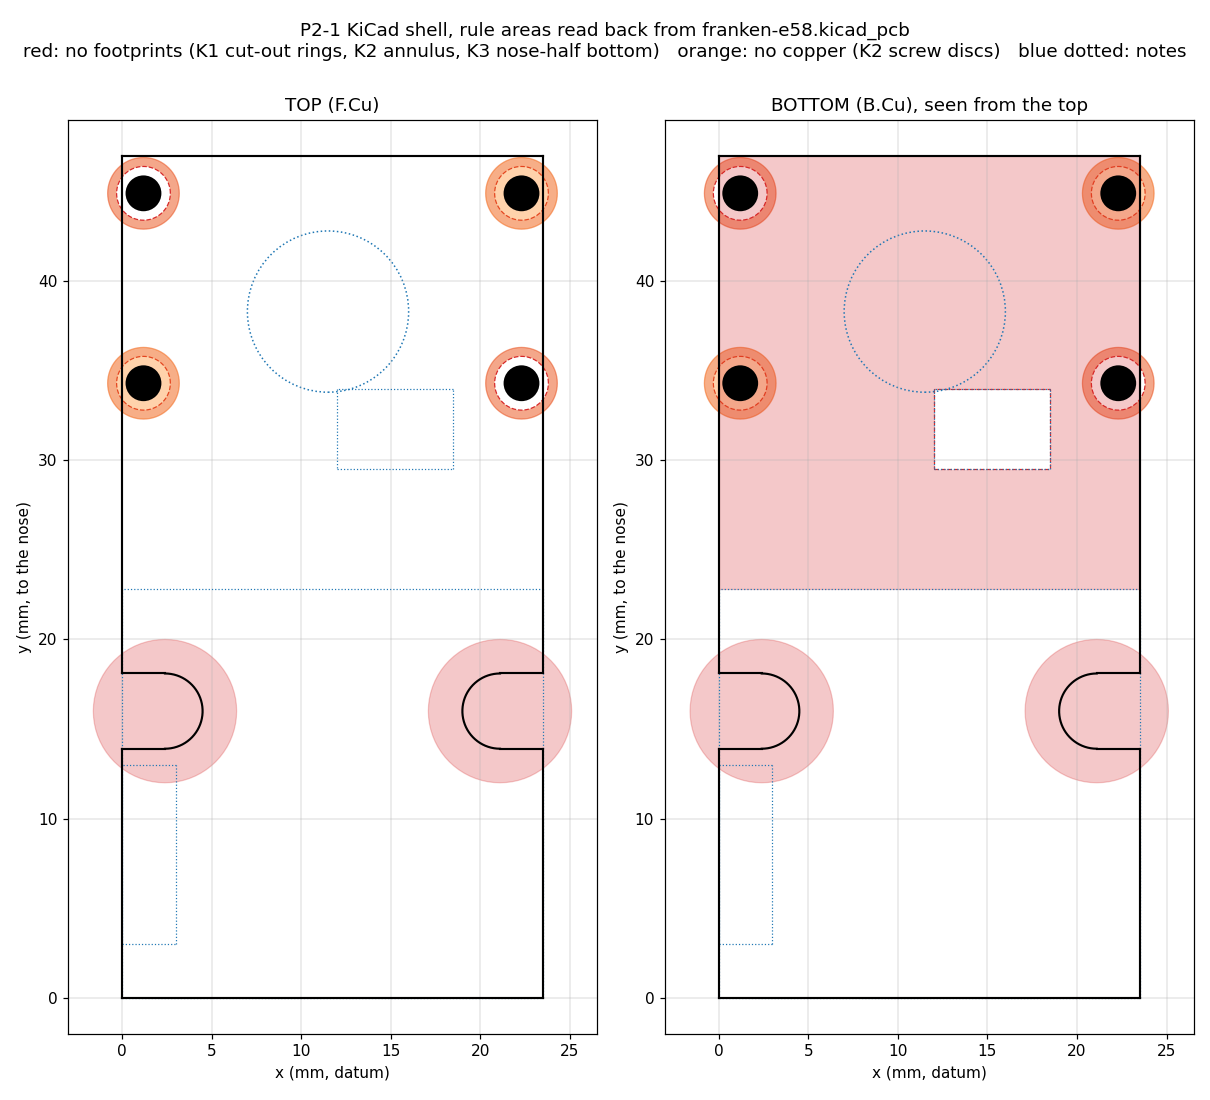 P2-1 KiCad shell, rule areas read back from franken-e58.kicad_pcb
red: no footprints (K1 cut-out rings, K2 annulus, K3 nose-half bottom)   orange: no copper (K2 screw discs)   blue dotted: notes
TOP (F.Cu)
BOTTOM (B.Cu), seen from the top
y (mm, to the nose)
40
30
20
10
0
0
5
10
15
20
25
x (mm, datum)
y (mm, to the nose)
40
30
20
10
0
0
5
10
15
20
25
x (mm, datum)